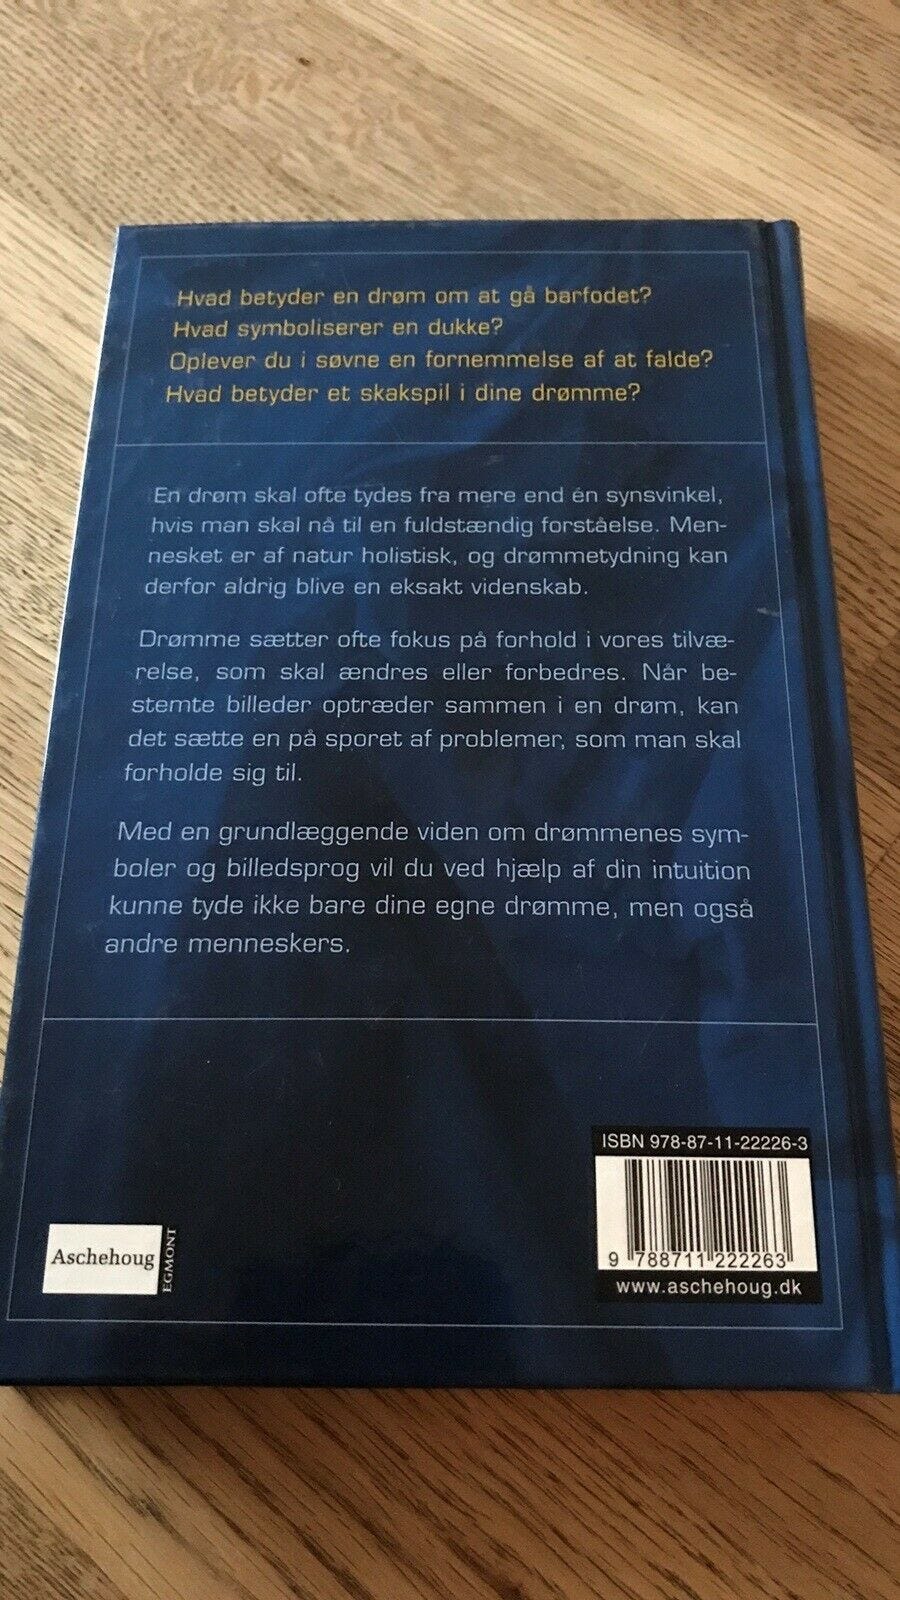 Hvad betyder en drøm om at gå barfodet?
Hvad symboliserer en dukke?
Oplever du i søvne en fornemmelse af at falde?
Hvad betyder et skakspil i dine drømme?
En drøm skal ofte tydes fra mere end én synsvinkel,
hvis man skal nå til en fuldstændig forståelse. Men-
nesket er af natur holistisk, og drømmetydning kan
derfor aldrig blive en eksakt videnskab.
Drømme sætter ofte fokus på forhold i vores tilvæ-
relse, som skal ændres eller forbedres. Når be-
stemte billeder optræder sammen i en drøm, kan
det sætte en på sporet af problemer, som man skal
forholde sig til.
Med en grundlæggende viden om drømmenes sym-
boler og billedsprog vil du ved hjælp af din intuition
kunne tyde ikke bare dine egne drømme, men også
andre menneskers.
ISBN 978-87-11-22226-3
9 788711 222263
www.aschehoug.dk
Aschehoug
EGMONT